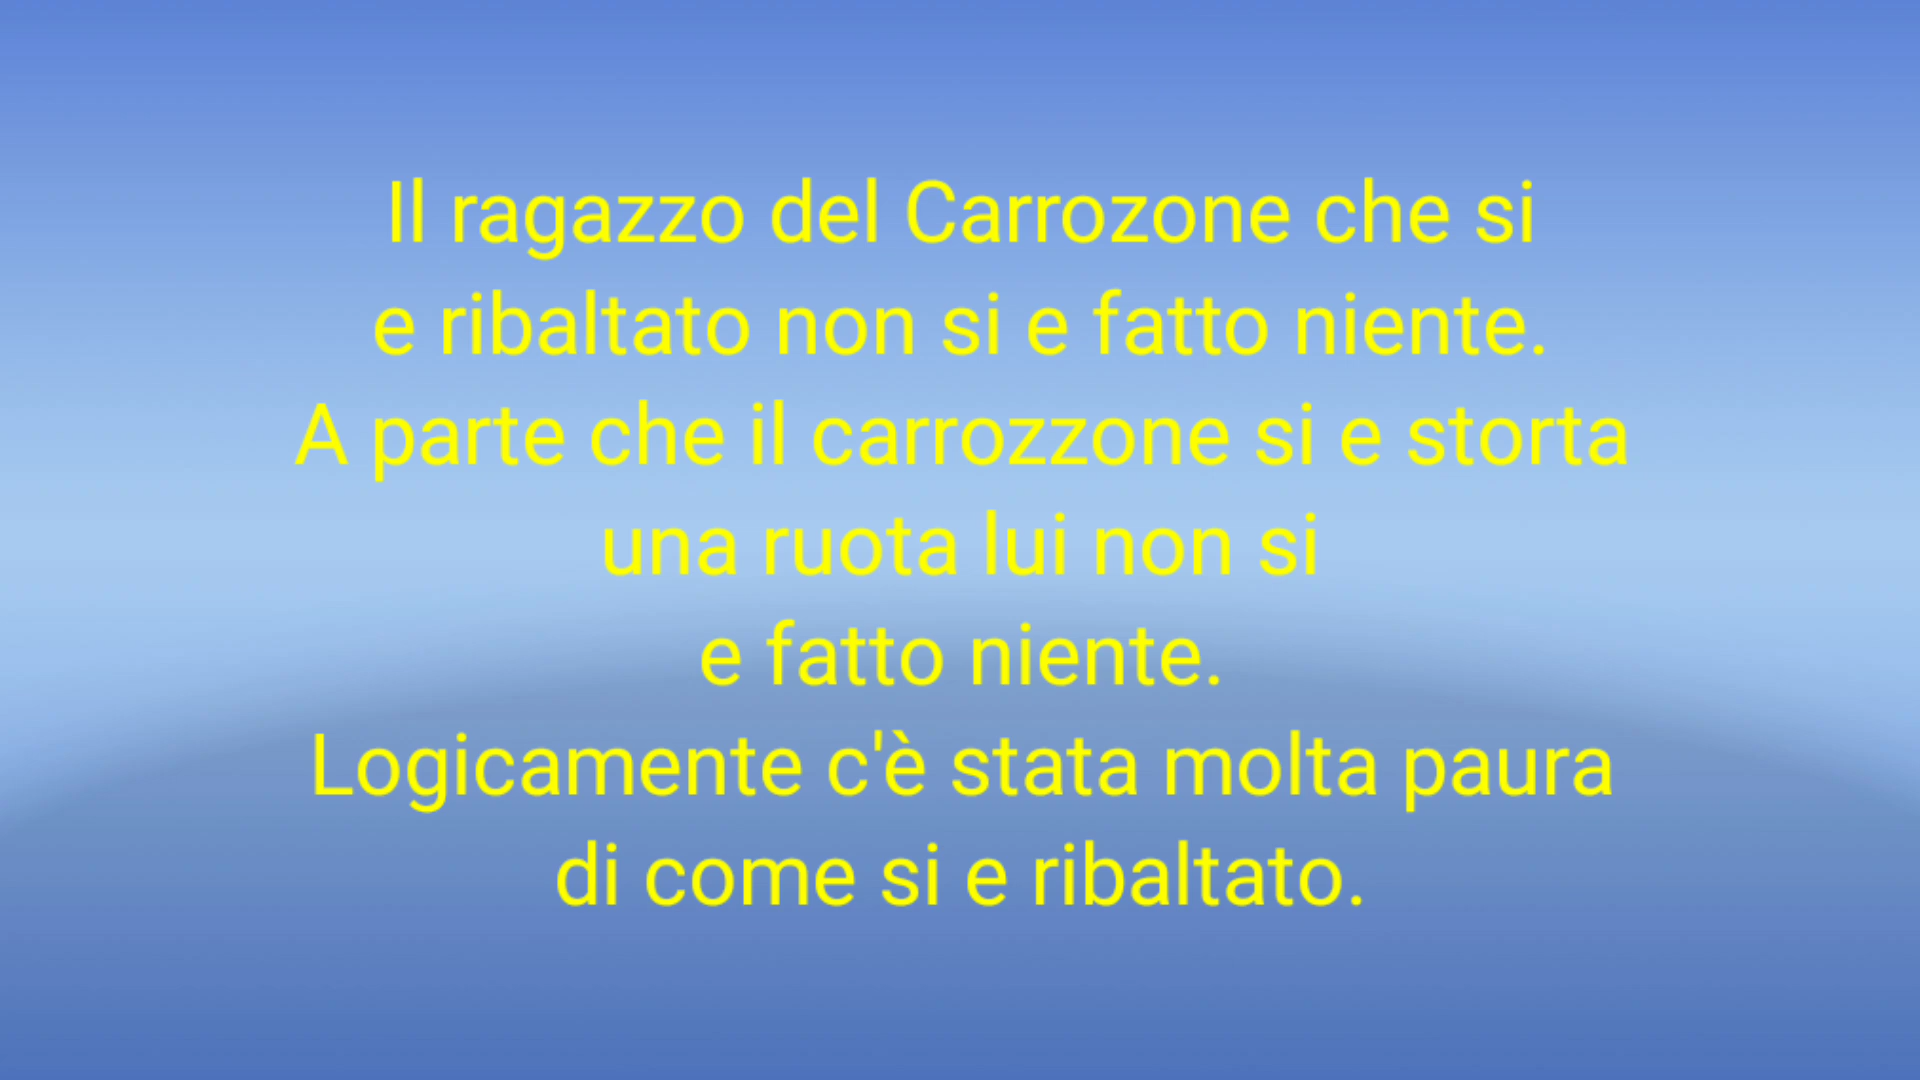 Il ragazzo del Carrozone che si
e ribaltato non si e fatto niente.
A parte che il carrozzone si e storta
una ruota lui non si
e fatto niente.
Logicamente c'è stata molta paura
di come si e ribaltato.